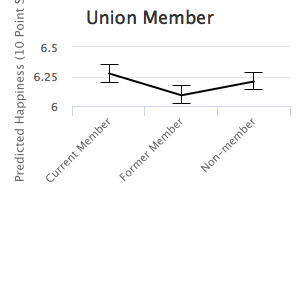 Union Member
Predicted Happiness (10 Point
6.5
6.25
6
Current Member
Former Member
Non-member